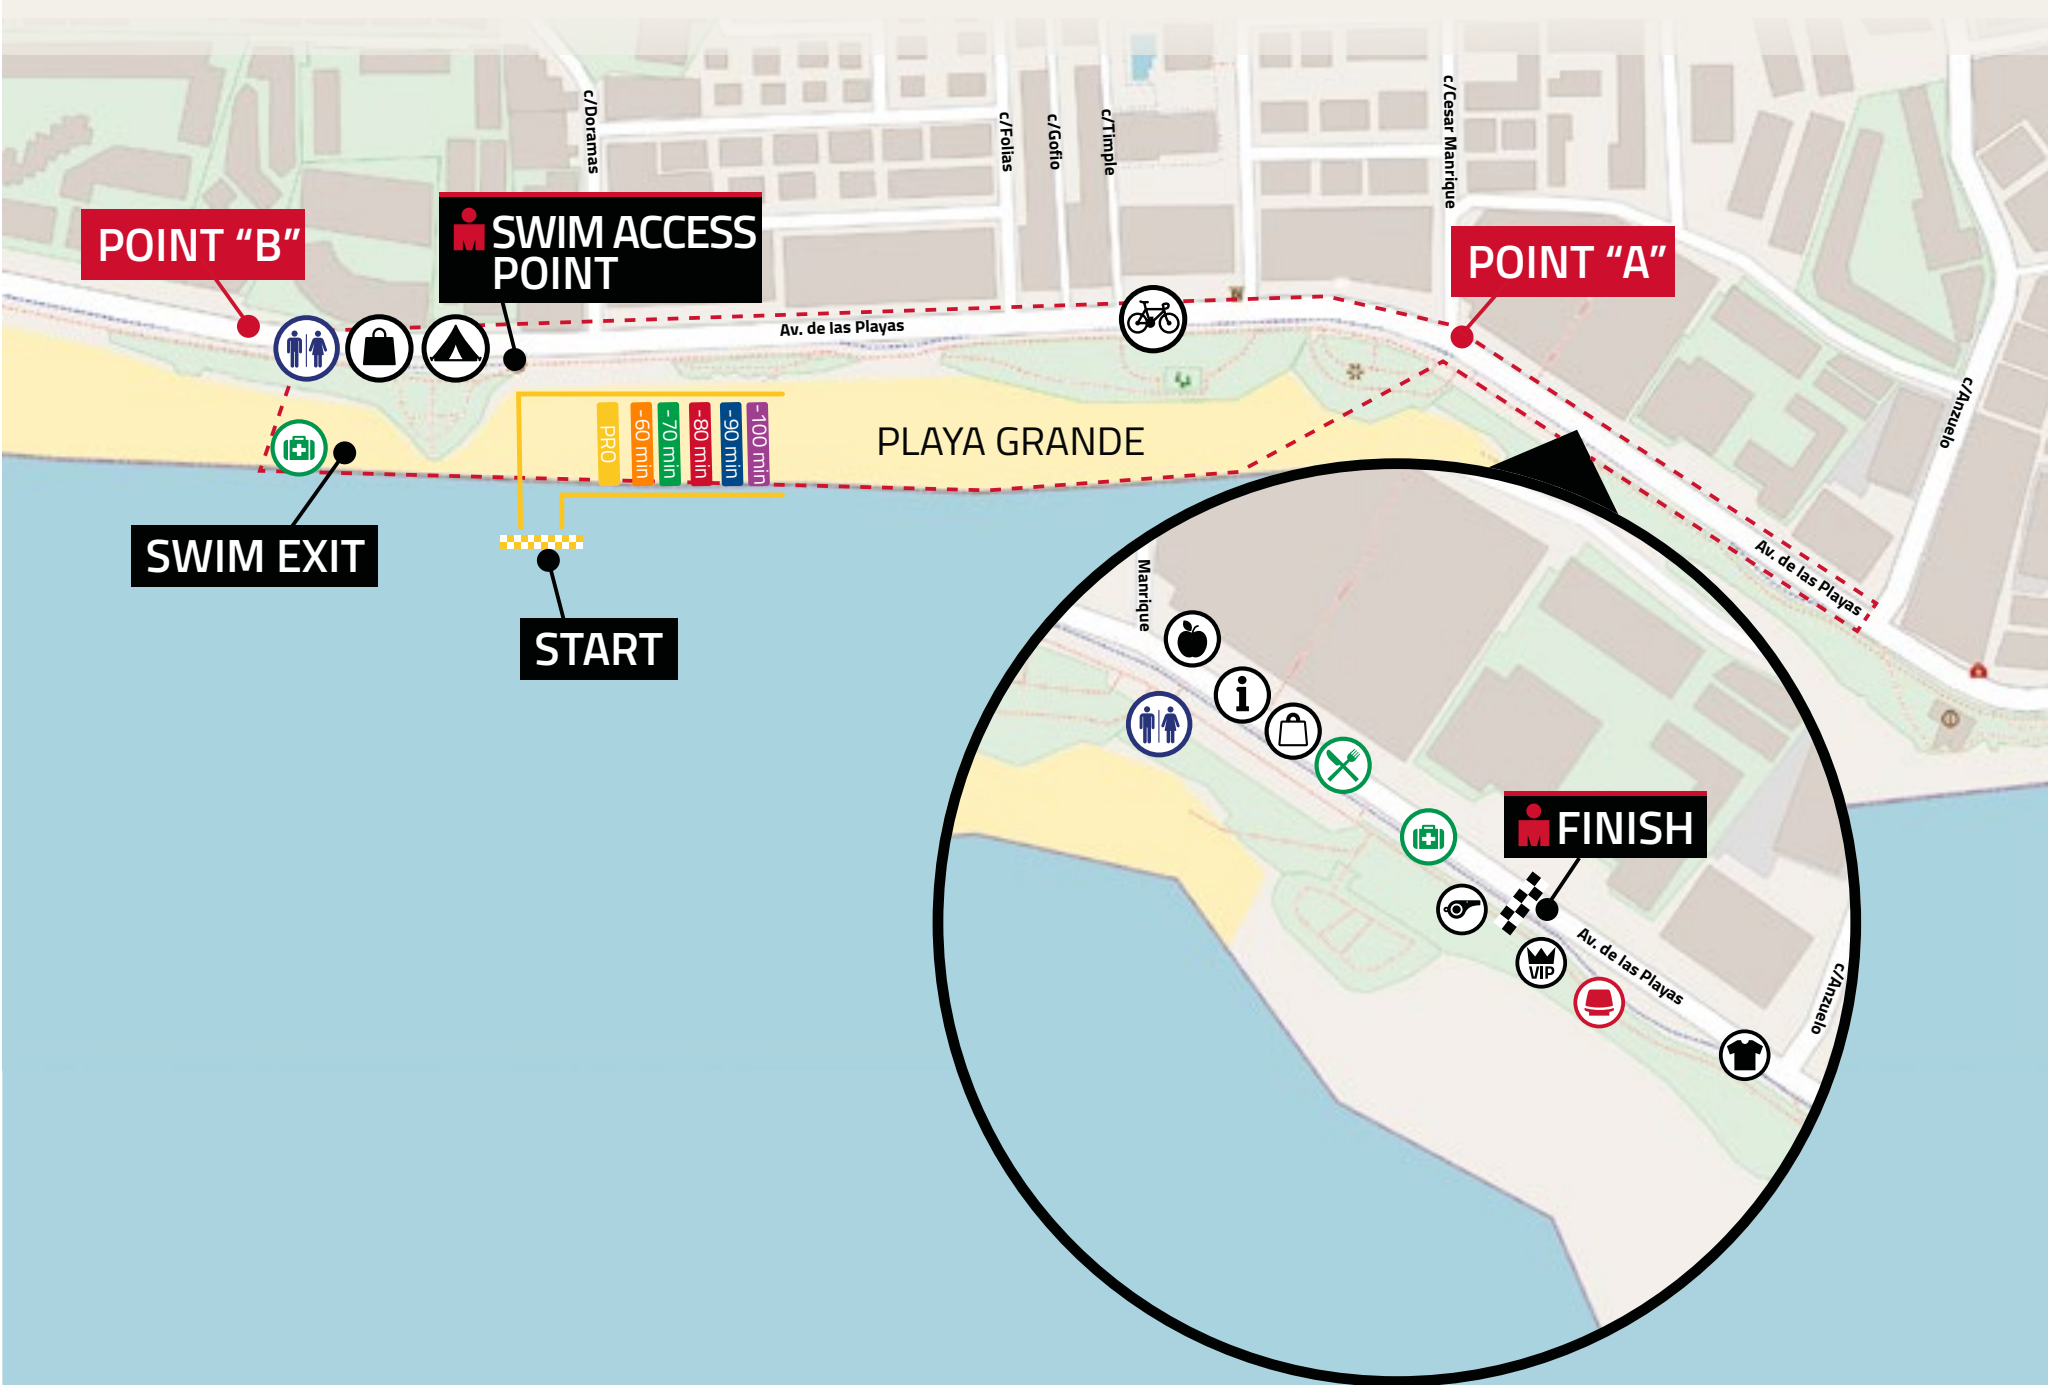 c/Doramas
c/Folias
c/Gofio
c/Timple
c/Cesar Manrique
POINT “B”
SWIM ACCESS
POINT
POINT “A”
Av. de las Playas
c/Anzuelo
PRO
-60 min
-70 min
-80 min
-90 min
-100 min
PLAYA GRANDE
SWIM EXIT
START
Av. de las Playas
Manrique
FINISH
Av. de las Playas
VIP
c/Anzuelo